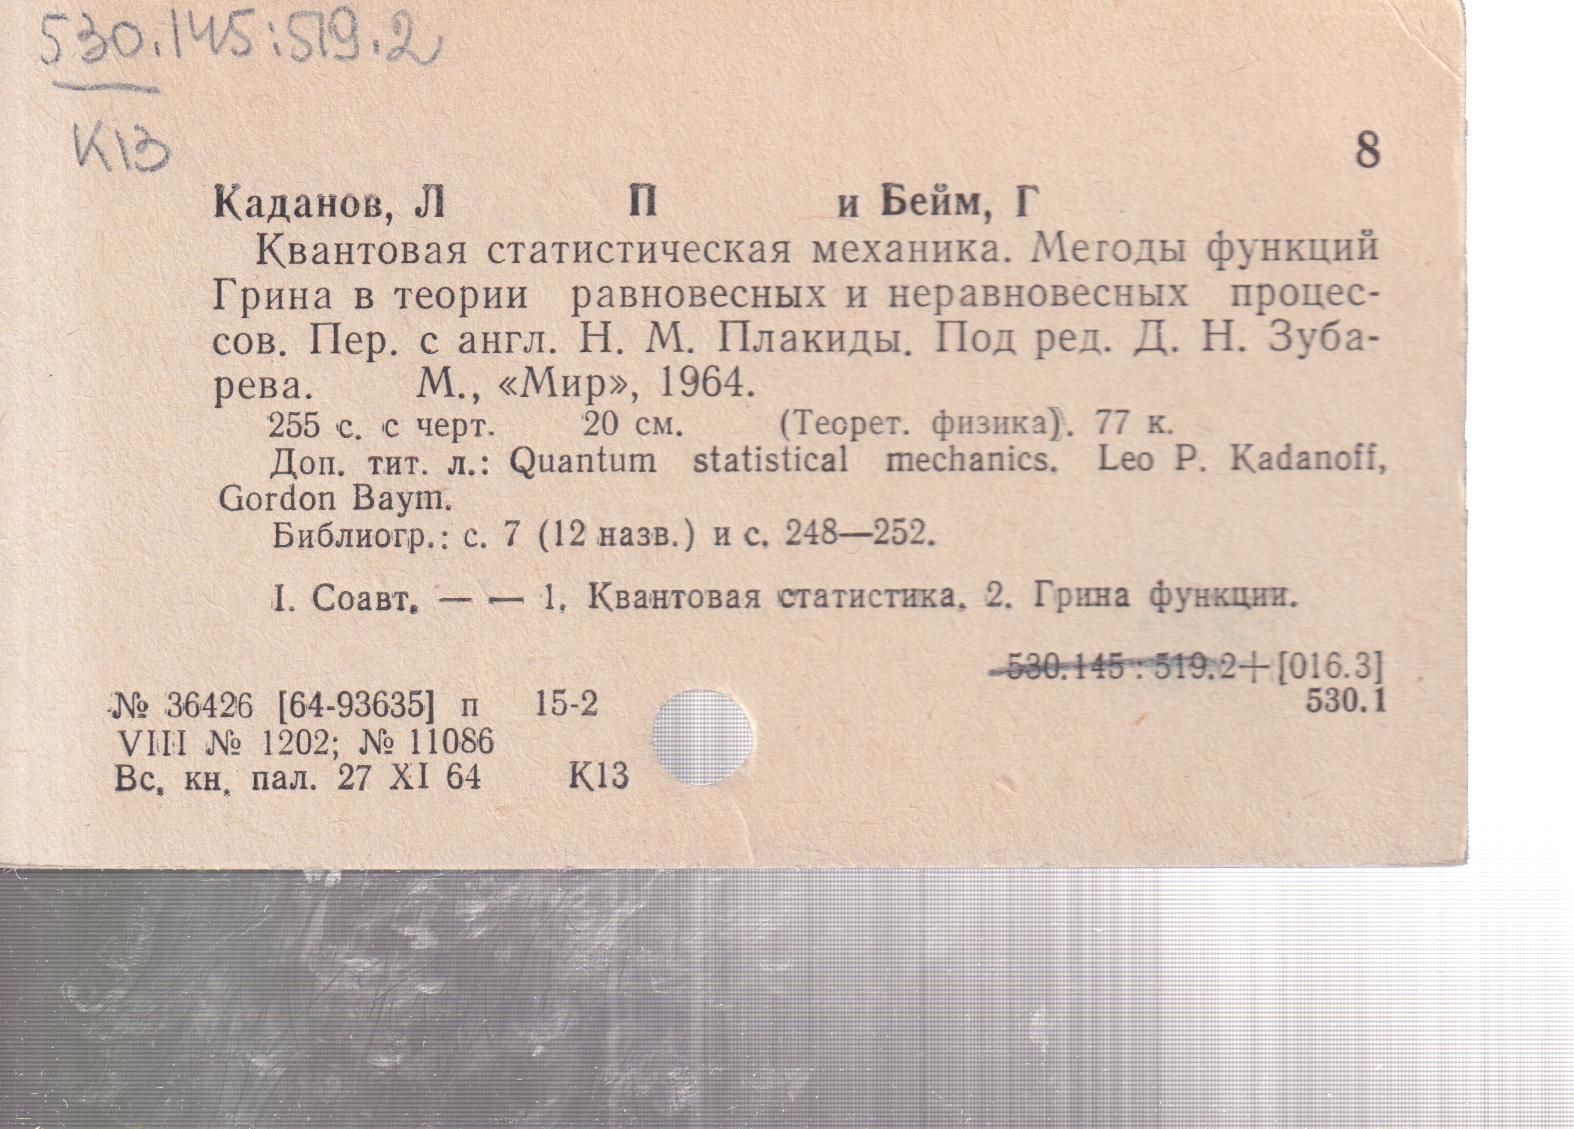 530.145:519.2
К13
8
Каданов, Л П и Бейм, Г
Квантовая статистическая механика. Методы функций
Грина в теории равновесных и неравновесных процес-
сов. Пер. с англ. Н. М. Плакиды. Под ред. Д. Н. Зуба-
рева. М., «Мир», 1964.
255 с. с черт. 20 см. (Теорет. физика). 77 к.
Доп. тит. л.: Quantum statistical mechanics. Leo P. Kadanoff,
Gordon Baym.
Библиогр.: с. 7 (12 назв.) и с. 248—252.
I. Соавт. — — 1. Квантовая статистика. 2. Грина функции.
530.145 : 519.2+[016.3]
530.1
№ 36426 [64-93635] п 15-2
VIII № 1202; № 11086
Вс. кн. пал. 27 XI 64 К13